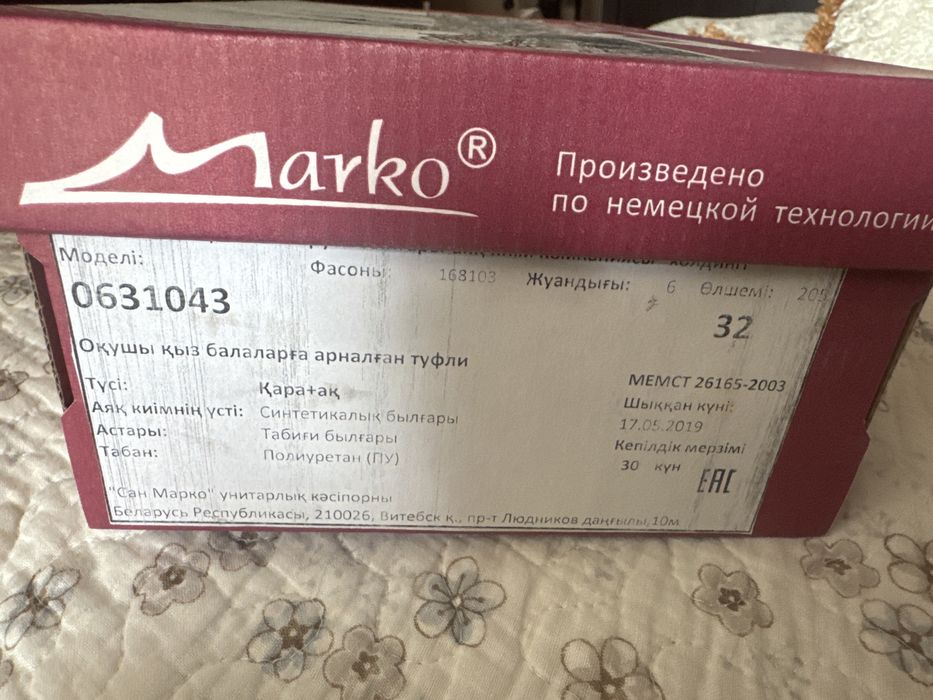 Marko®
Произведено
по немецкой технологии
Моделі: Фасоны: 168103 Жуандығы: 6 Өлшемі: 205
0631043 32
Оқушы қыз балаларға арналған туфли
Түсі: Қара+ақ
Аяқ киімнің үсті: Синтетикалық былғары
Астары: Табиғи былғары
Табан: Полиуретан (ПУ)
МЕМСТ 26165-2003
Шыққан күні:
17.05.2019
Кепілдік мерзімі
30 күн
EAC
"Сан Марко" унитарлық кәсіпорны
Беларусь Республикасы, 210026, Витебск қ., пр-т Людников даңғылы,10м